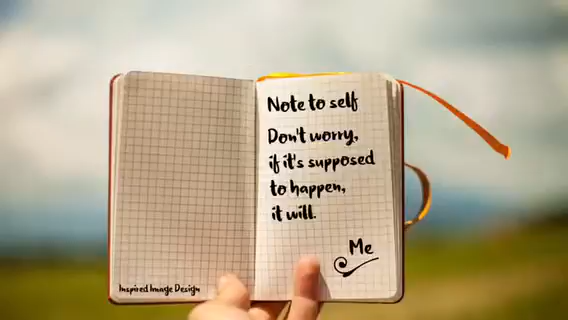 Note to self
Don't worry,
if it's supposed
to happen,
it will.
Me
Inspired Image Design